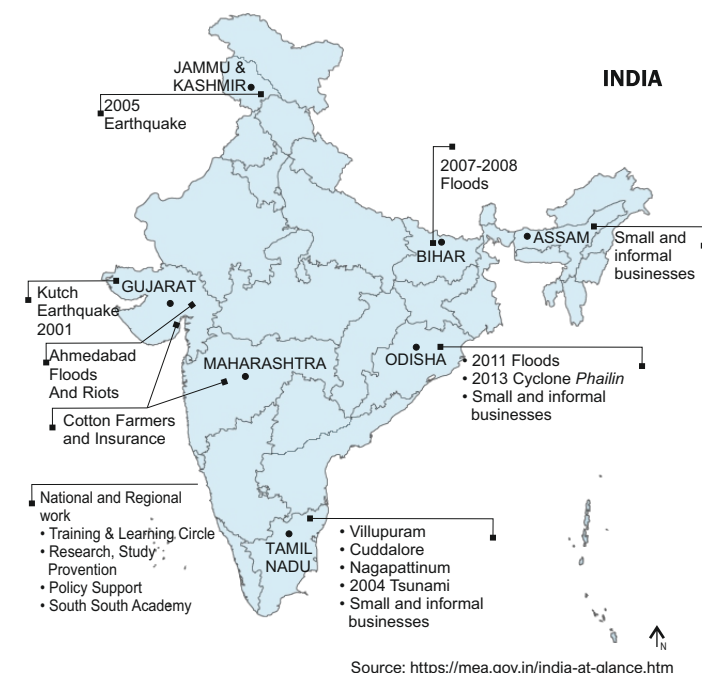 INDIA
JAMMU &
KASHMIR
2005
Earthquake
2007-2008
Floods
BIHAR
ASSAM
Small and
informal
businesses
Kutch
Earthquake
2001
GUJARAT
Ahmedabad
Floods
And Riots
MAHARASHTRA
Cotton Farmers
and Insurance
ODISHA
• 2011 Floods
• 2013 Cyclone Phailin
• Small and informal
businesses
National and Regional
work
• Training & Learning Circle
• Research, Study
Prevention
• Policy Support
• South South Academy
TAMIL
NADU
• Villupuram
• Cuddalore
• Nagapattinum
• 2004 Tsunami
• Small and informal
businesses
N
Source: https://mea.gov.in/india-at-glance.htm